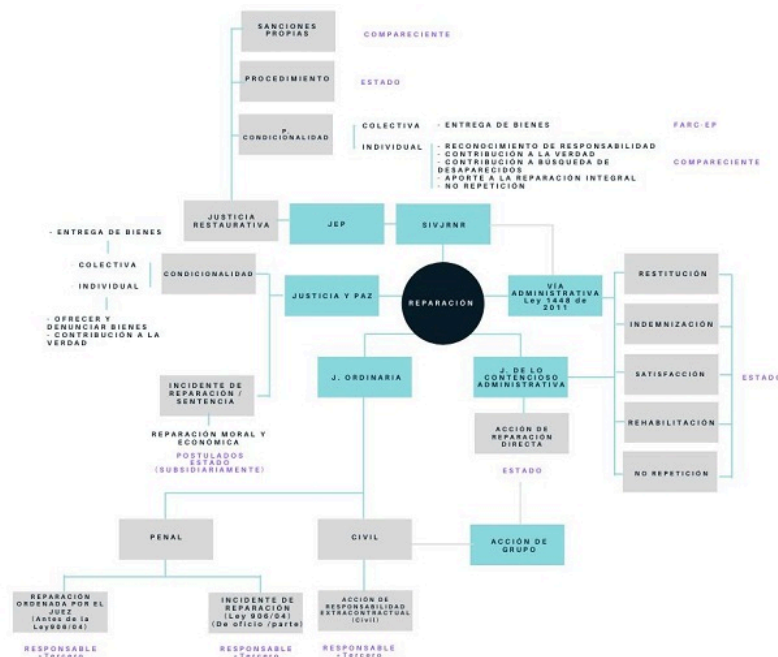 SANCIONES
PROPIAS
COMPARECIENTE
PROCEDIMIENTO
ESTADO
P.
CONDICIONALIDAD
COLECTIVA
- ENTREGA DE BIENES
FARC-EP
INDIVIDUAL
- RECONOCIMIENTO DE RESPONSABILIDAD
- CONTRIBUCIÓN A LA VERDAD
- CONTRIBUCIÓN A BÚSQUEDA DE
DESAPARECIDOS
- APORTE A LA REPARACIÓN INTEGRAL
- NO REPETICIÓN
COMPARECIENTE
JUSTICIA
RESTAURATIVA
JEP
SIVJRNR
- ENTREGA DE BIENES
COLECTIVA
INDIVIDUAL
- OFRECER Y
DENUNCIAR BIENES
- CONTRIBUCIÓN A LA
VERDAD
CONDICIONALIDAD
JUSTICIA Y PAZ
REPARACIÓN
VÍA
ADMINISTRATIVA
Ley 1448 de
2011
RESTITUCIÓN
INDEMNIZACIÓN
SATISFACCIÓN
REHABILITACIÓN
NO REPETICIÓN
ESTADO
INCIDENTE DE
REPARACIÓN /
SENTENCIA
REPARACIÓN MORAL Y
ECONÓMICA
POSTULADOS
ESTADO
(SUBSIDIARIAMENTE)
J. ORDINARIA
J. DE LO
CONTENCIOSO
ADMINISTRATIVA
ACCIÓN DE
REPARACIÓN
DIRECTA
ESTADO
PENAL
CIVIL
ACCIÓN DE
GRUPO
REPARACIÓN
ORDENADA POR EL
JUEZ
(Antes de la
Ley906/04)
RESPONSABLE
+Tercero
INCIDENTE DE
REPARACIÓN
(Ley 906/04)
(De oficio /parte)
RESPONSABLE
+Tercero
ACCIÓN DE
RESPONSABILIDAD
EXTRACONTRACTUAL
(Civil)
RESPONSABLE
+Tercero